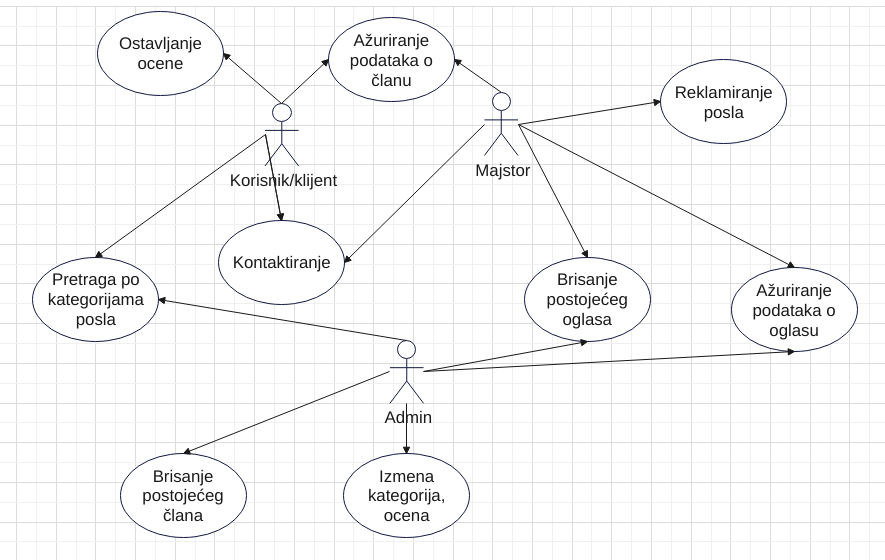 Ostavljanje
ocene
Ažuriranje
podataka o
članu
Reklamiranje
posla
Korisnik/klijent
Majstor
Kontaktiranje
Pretraga po
kategorijama
posla
Brisanje
postojećeg
oglasa
Ažuriranje
podataka o
oglasu
Admin
Brisanje
postojećeg
člana
Izmena
kategorija,
ocena